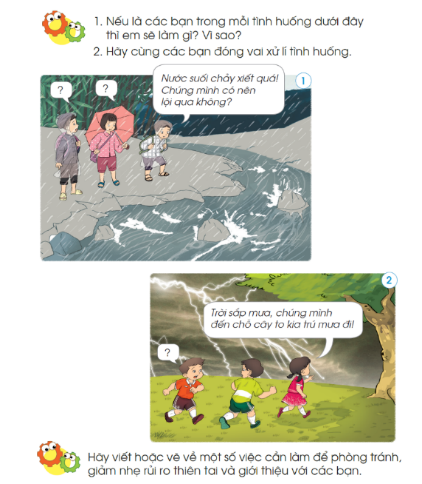 1. Nếu là các bạn trong mỗi tình huống dưới đây
thì em sẽ làm gì? Vì sao?
2. Hãy cùng các bạn đóng vai xử lí tình huống.
1
Nước suối chảy xiết quá!
Chúng mình có nên
lội qua không?
?
?
2
Trời sắp mưa, chúng mình
đến chỗ cây to kia trú mưa đi!
?
Hãy viết hoặc vẽ về một số việc cần làm để phòng tránh,
giảm nhẹ rủi ro thiên tai và giới thiệu với các bạn.